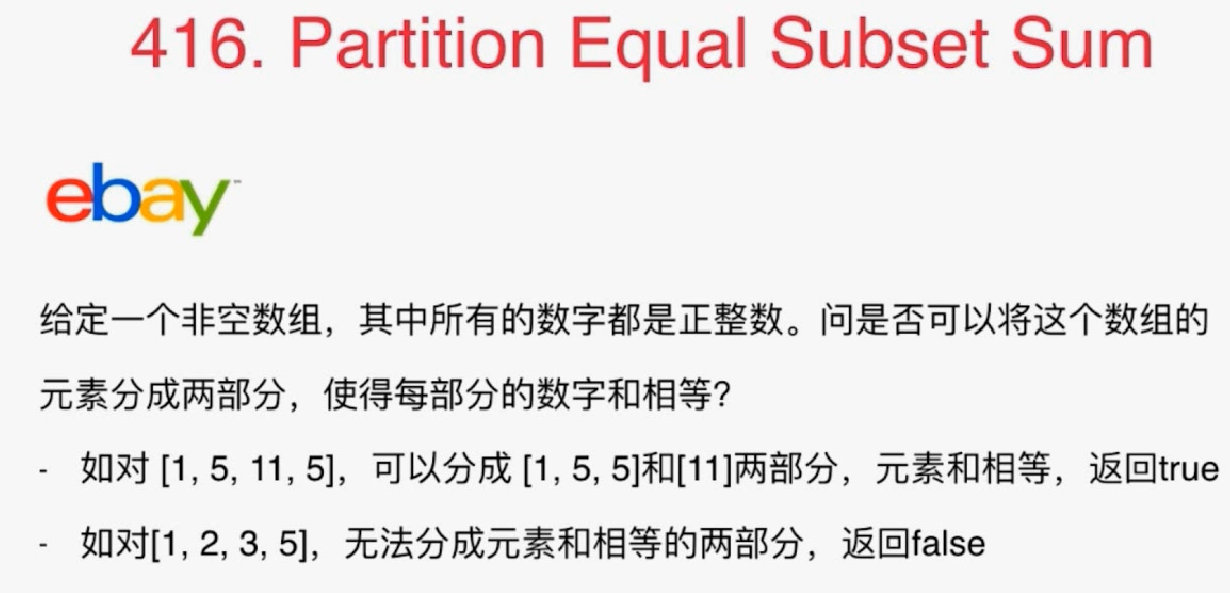 416. Partition Equal Subset Sum
ebay™
给定一个非空数组，其中所有的数字都是正整数。问是否可以将这个数组的
元素分成两部分，使得每部分的数字和相等?
- 如对 [1, 5, 11, 5]，可以分成 [1, 5, 5]和[11]两部分，元素和相等，返回true
- 如对[1, 2, 3, 5]，无法分成元素和相等的两部分，返回false